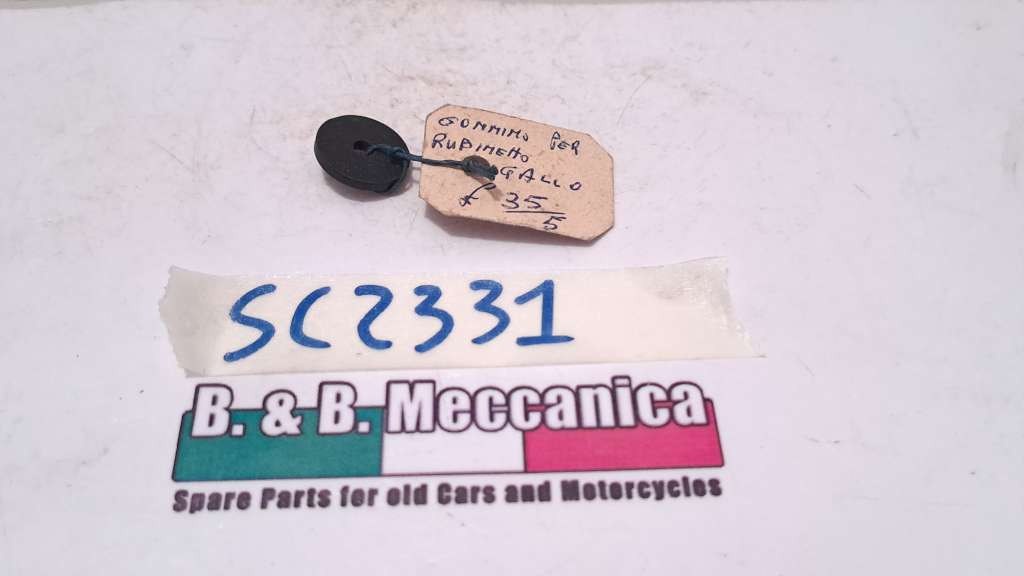 GOMMINO PER
RUBINETTO
GALLO
£ 35
5
SC2331
B. & B. Meccanica
Spare Parts for old Cars and Motorcycles